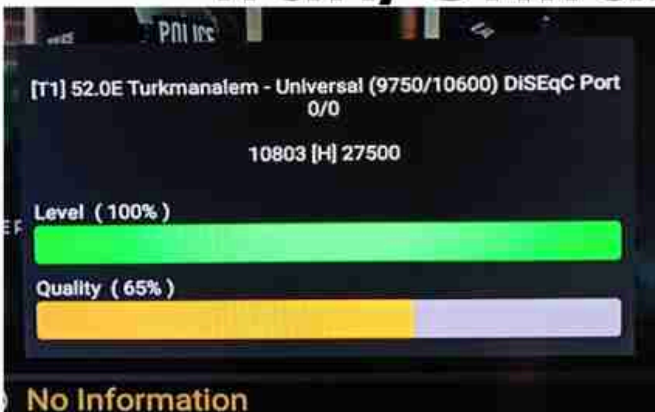 POLICE
[T1] 52.0E Turkmanalem - Universal (9750/10600) DiSEqC Port
0/0
10803 [H] 27500
Level ( 100% )
Quality ( 65% )
No Information